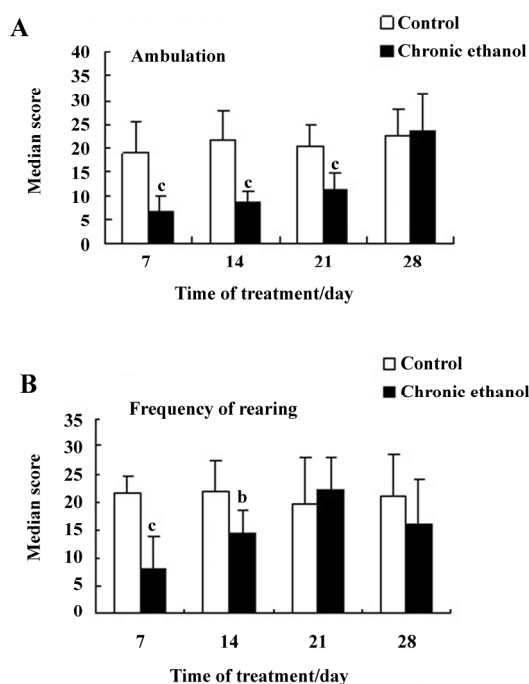 A
Control
Chronic ethanol
Ambulation
Median score
40
35
30
25
20
15
10
5
0
c
c
c
7 14 21 28
Time of treatment/day
B
Control
Chronic ethanol
Frequency of rearing
Median score
35
30
25
20
15
10
5
0
c
b
7 14 21 28
Time of treatment/day